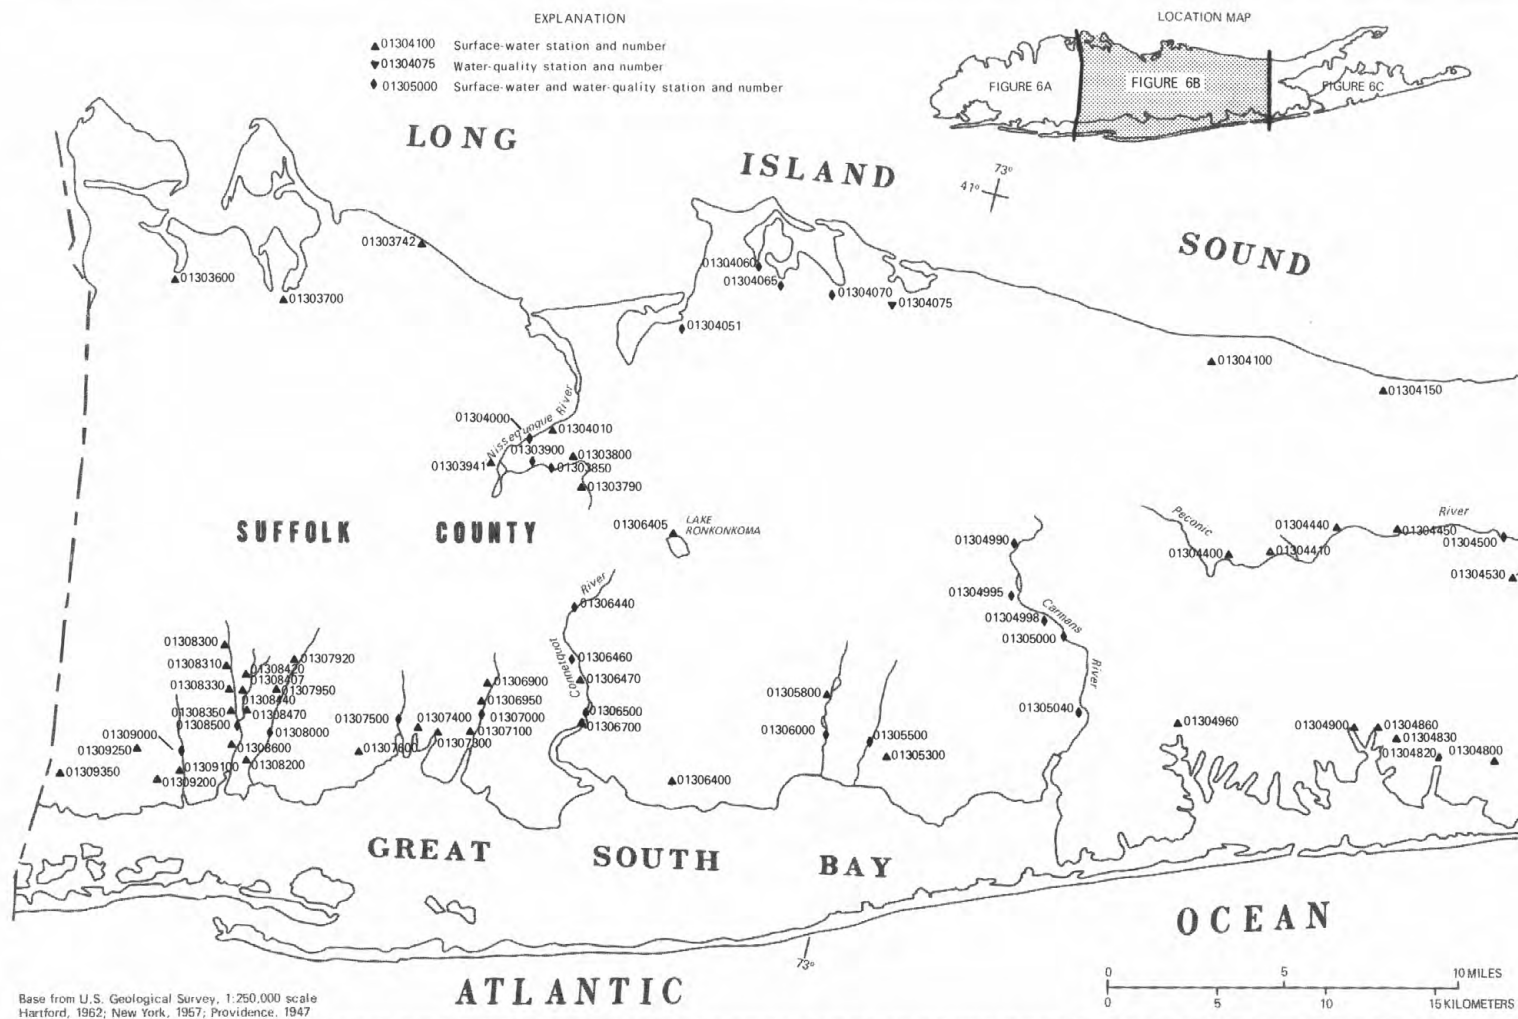 EXPLANATION
01304100 Surface-water station and number
01304075 Water-quality station and number
01305000 Surface-water and water-quality station and number
LOCATION MAP
FIGURE 6A
FIGURE 6B
FIGURE 6C
LONG
ISLAND
SOUND
73°
41°
01303742
01303600
01303700
01304060
01304065
01304070
01304075
01304051
01304100
01304150
Nissequogue River
01304000
01304010
01303900
01303800
01303941
01303850
01303790
SUFFOLK COUNTY
01306405
LAKE
RONKONKOMA
Peconic
River
01304440
01304450
01304500
01304400
01304410
01304530
01304990
01304995
01304998
01305000
Carmans
River
01305040
River
01306440
Connetquot
01306460
01306470
01306500
01306700
01306400
01308300
01308310
01308330
01308350
01308500
01308420
01308407
01308440
01308470
01307920
01307950
01308000
01308600
01308200
01309000
01309250
01309350
01309100
01309200
01307500
01307600
01307400
01307300
01306900
01306950
01307000
01307100
01305800
01306000
01305500
01305300
01304960
01304900
01304860
01304830
01304820
01304800
GREAT SOUTH BAY
ATLANTIC
OCEAN
73°
0 5 10 MILES
0 5 10 15 KILOMETERS
Base from U.S. Geological Survey, 1:250,000 scale
Hartford, 1962; New York, 1957; Providence, 1947